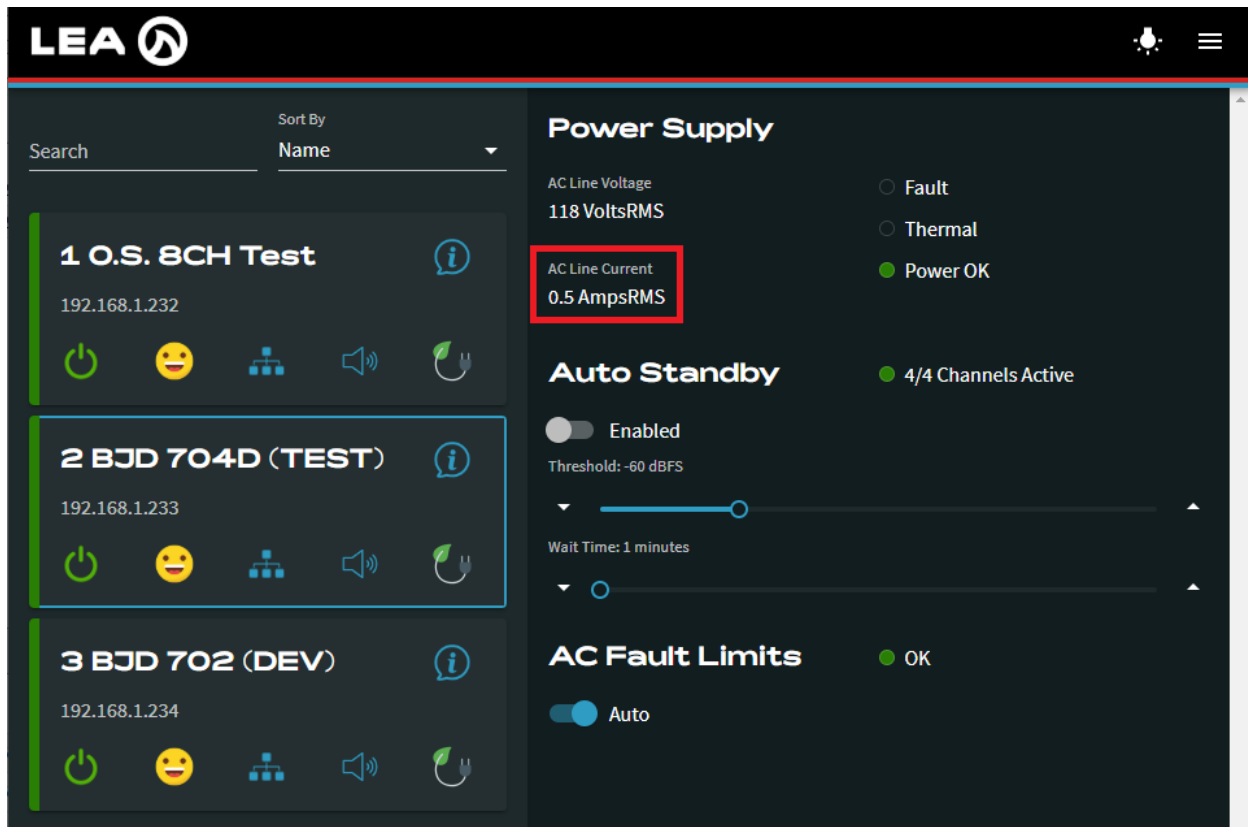 LEA
Search
Sort By
Name
1 O.S. 8CH Test
192.168.1.232
2 BJD 704D (TEST)
192.168.1.233
3 BJD 702 (DEV)
192.168.1.234
Power Supply
AC Line Voltage
118 VoltsRMS
AC Line Current
0.5 AmpsRMS
Fault
Thermal
Power OK
Auto Standby
4/4 Channels Active
Enabled
Threshold: -60 dBFS
Wait Time: 1 minutes
AC Fault Limits
OK
Auto